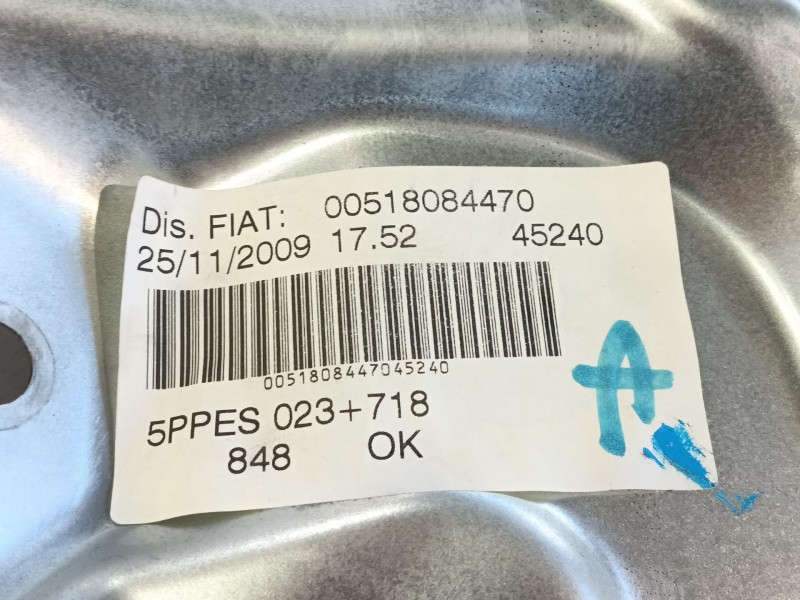 Dis. FIAT: 00518084470
25/11/2009 17.52 45240
0051808447045240
5PPES 023+718
848 OK
A